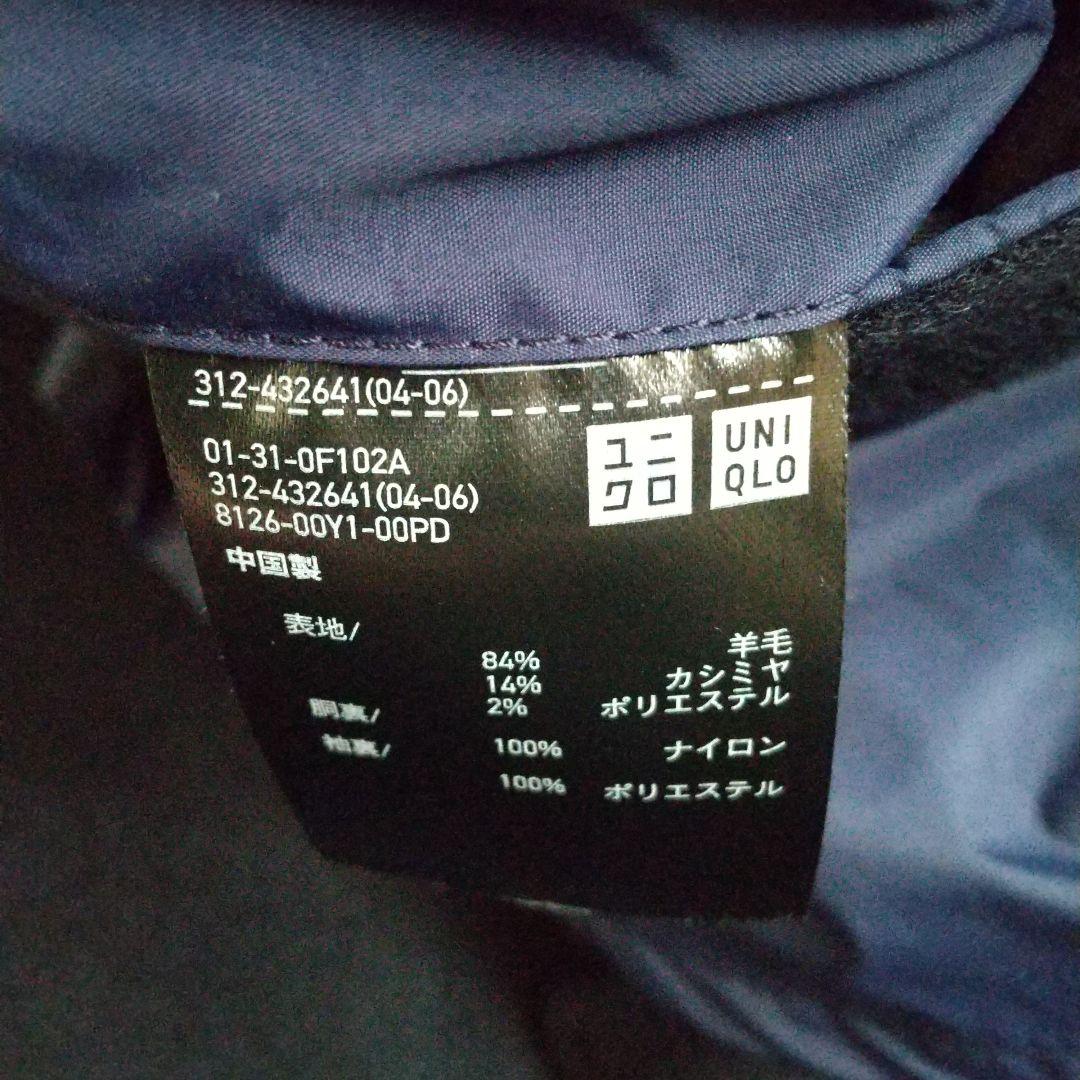 312-432641(04-06)
01-31-0F102A
312-432641(04-06)
8126-00Y1-00PD
中国製
ユニ
クロ
UNI
QLO
表地/
84% 羊毛
14% カシミヤ
2% ポリエステル
胴裏/
100% ナイロン
袖裏/
100% ポリエステル